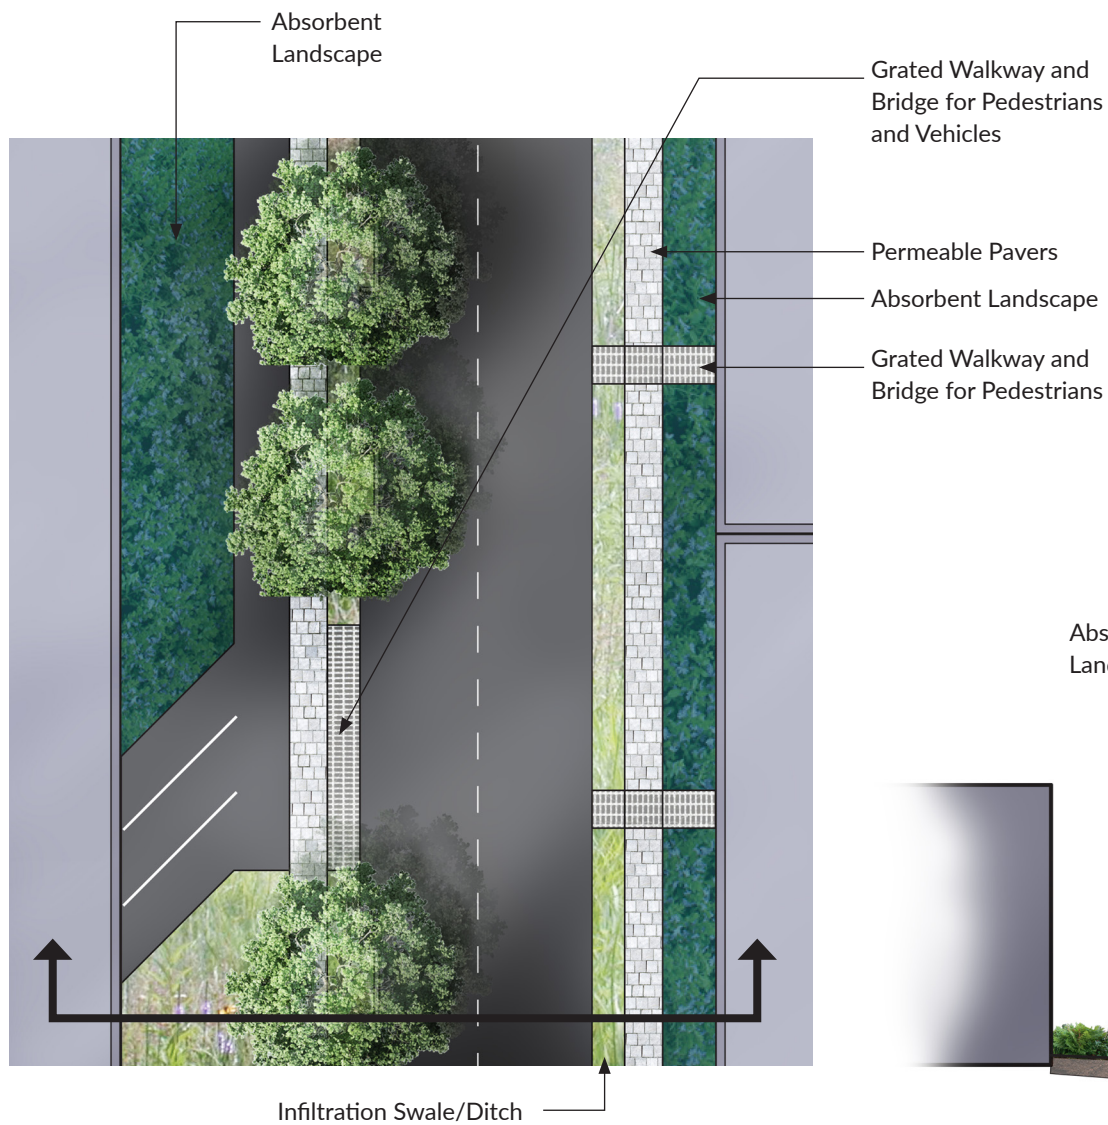 Absorbent
Landscape
Grated Walkway and
Bridge for Pedestrians
and Vehicles
Permeable Pavers
Absorbent Landscape
Grated Walkway and
Bridge for Pedestrians
Infiltration Swale/Ditch